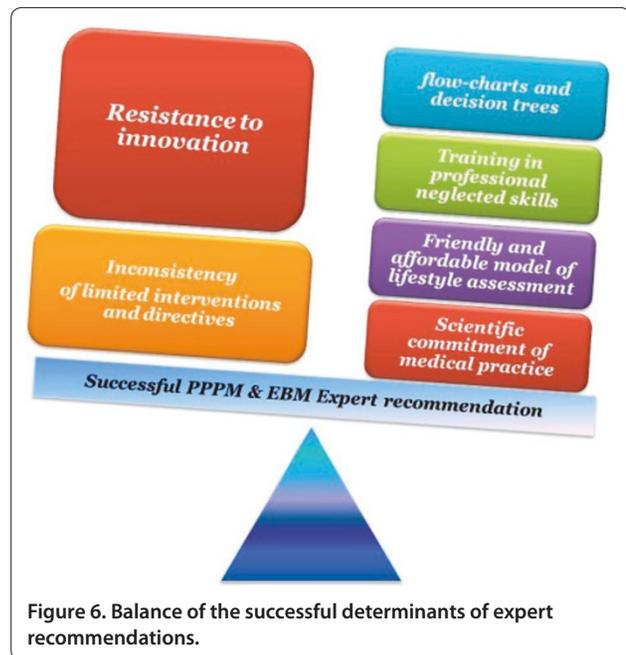 Resistance to
innovation
Inconsistency
of limited interventions
and directives
flow-charts and
decision trees
Training in
professional
neglected skills
Friendly and
affordable model of
lifestyle assessment
Scientific
commitment of
medical practice
Successful PPPM & EBM Expert recommendation
Figure 6. Balance of the successful determinants of expert
recommendations.